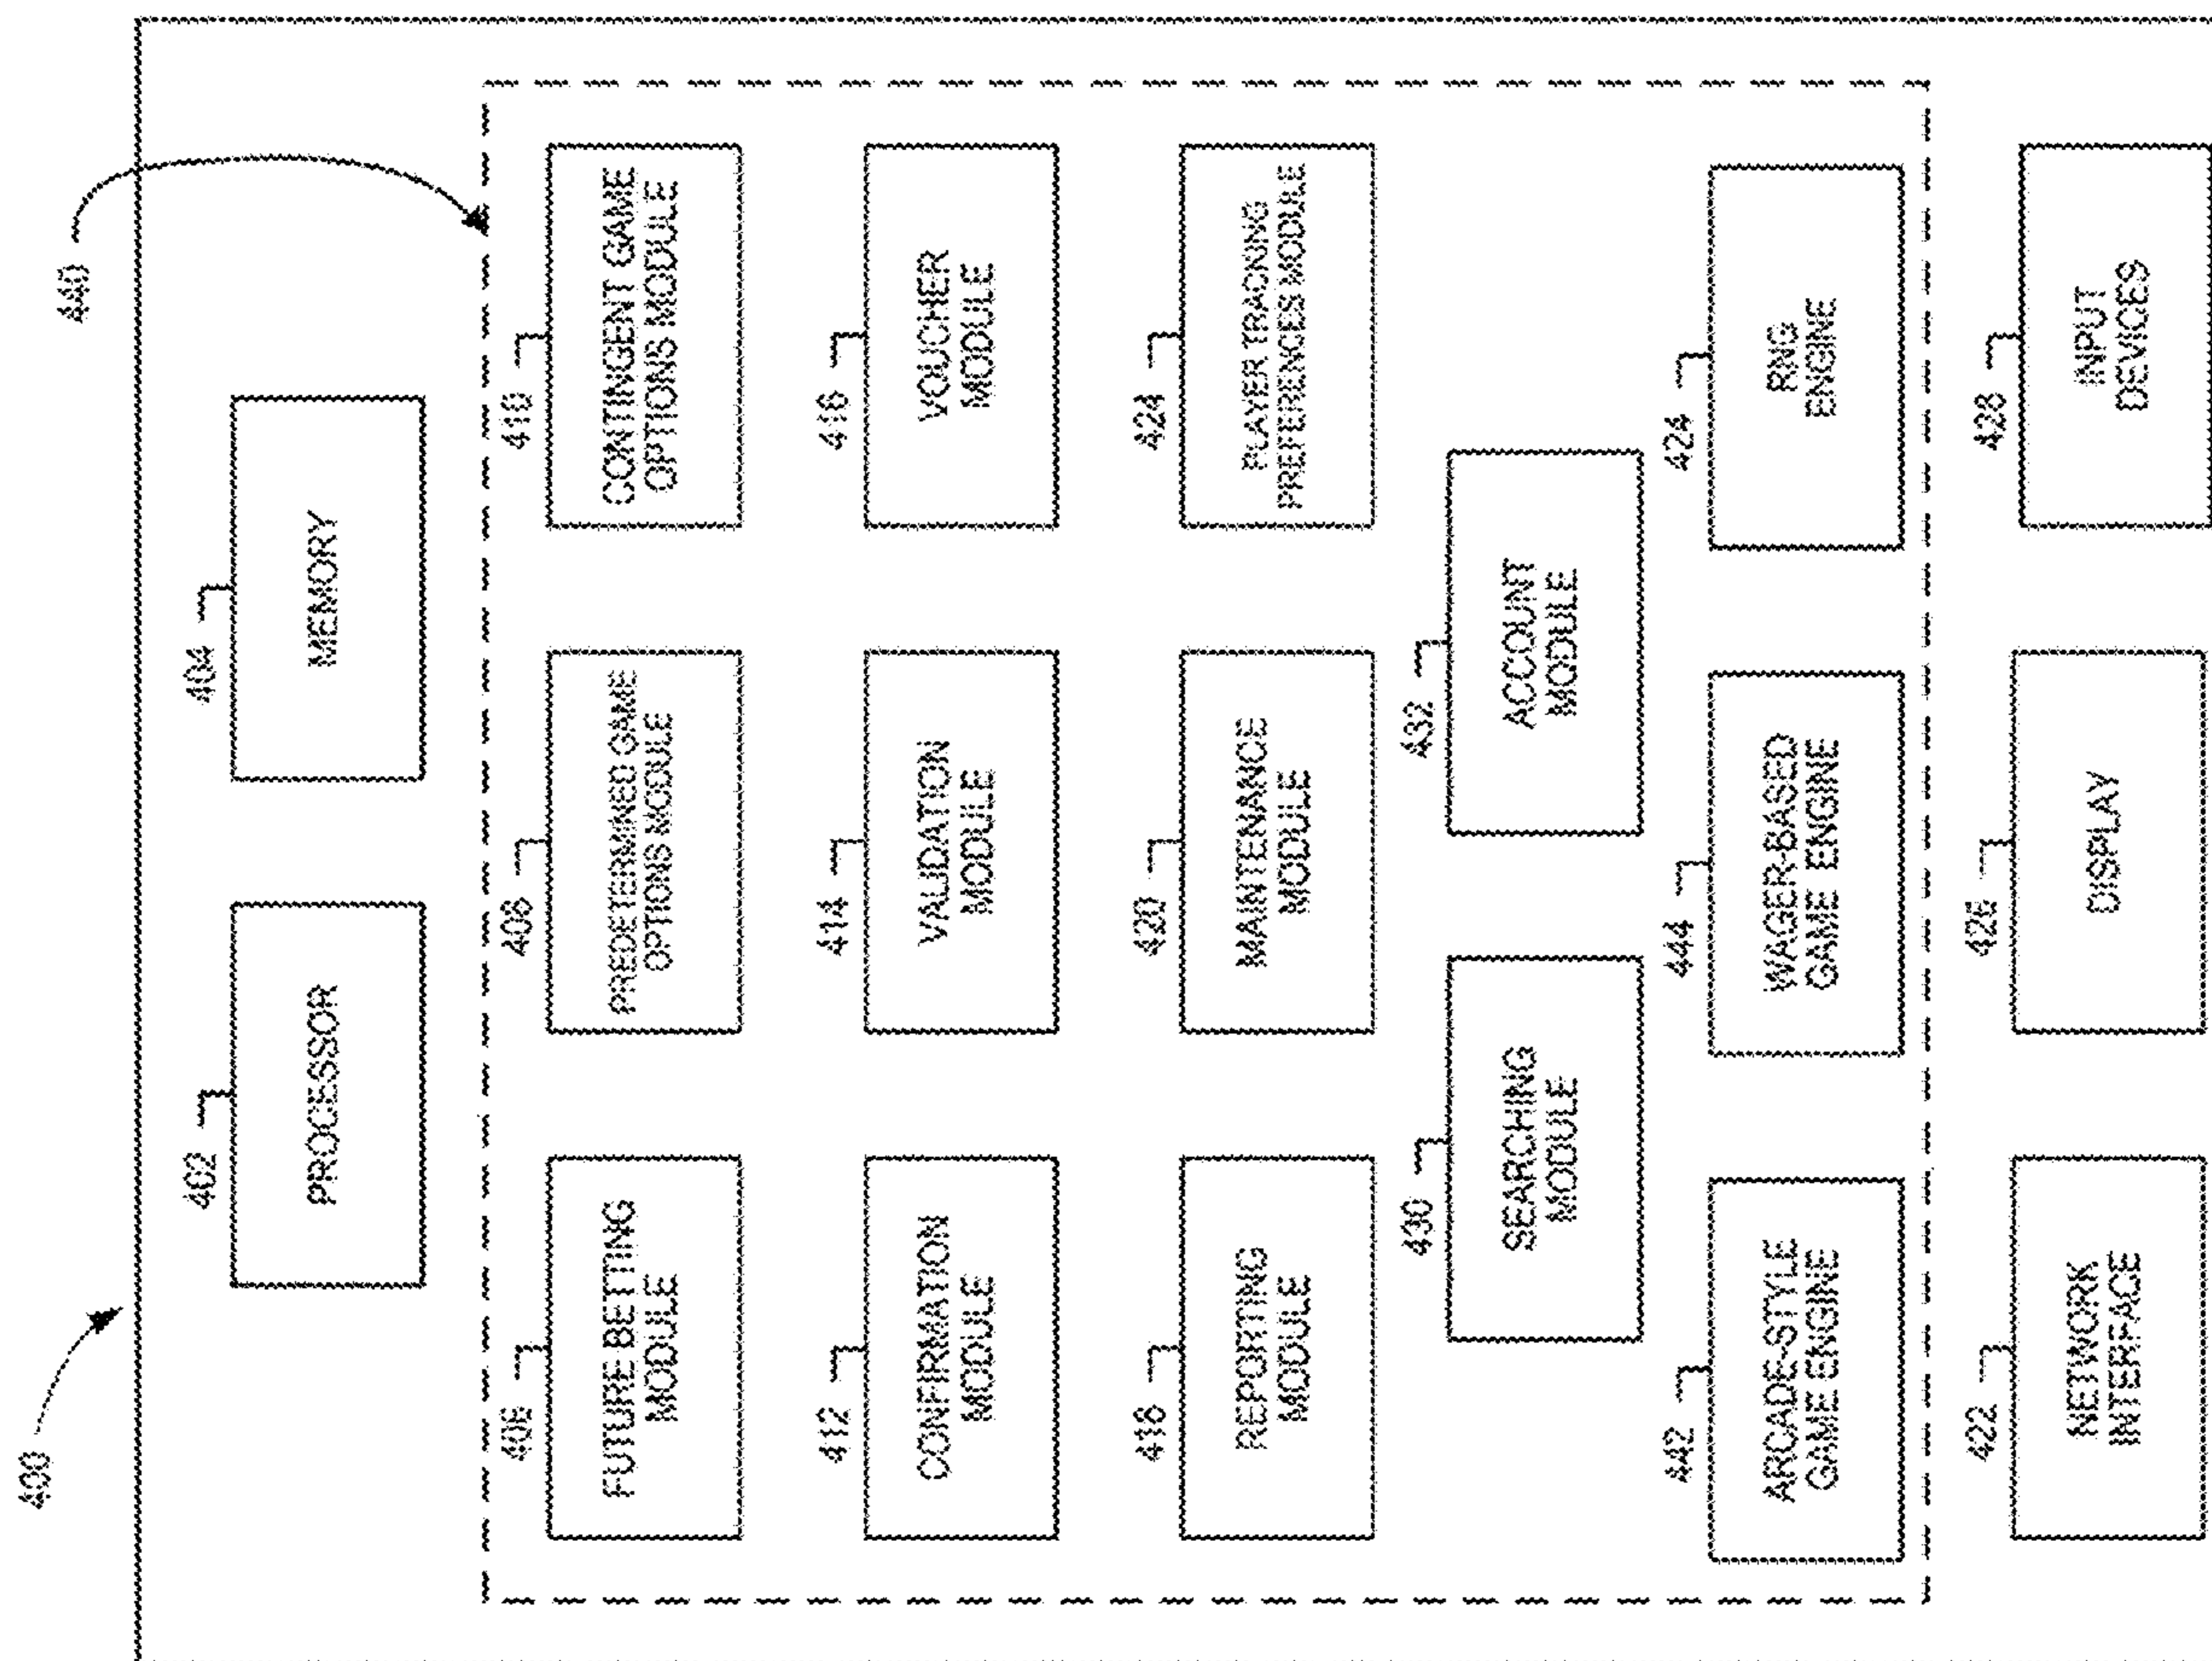 400
440
402
PROCESSOR
404
MEMORY
406
FUTURE BETTING
MODULE
408
PREDETERMINED GAME
OPTIONS MODULE
410
CONTINGENT GAME
OPTIONS MODULE
412
CONFIRMATION
MODULE
414
VALIDATION
MODULE
416
VOUCHER
MODULE
418
REPORTING
MODULE
420
MAINTENANCE
MODULE
424
PLAYER TRACKING
PREFERENCES MODULE
430
SEARCHING
MODULE
432
ACCOUNT
MODULE
442
ARCADE-STYLE
GAME ENGINE
444
WAGER-BASED
GAME ENGINE
424
RNG
ENGINE
422
NETWORK
INTERFACE
426
DISPLAY
428
INPUT
DEVICES